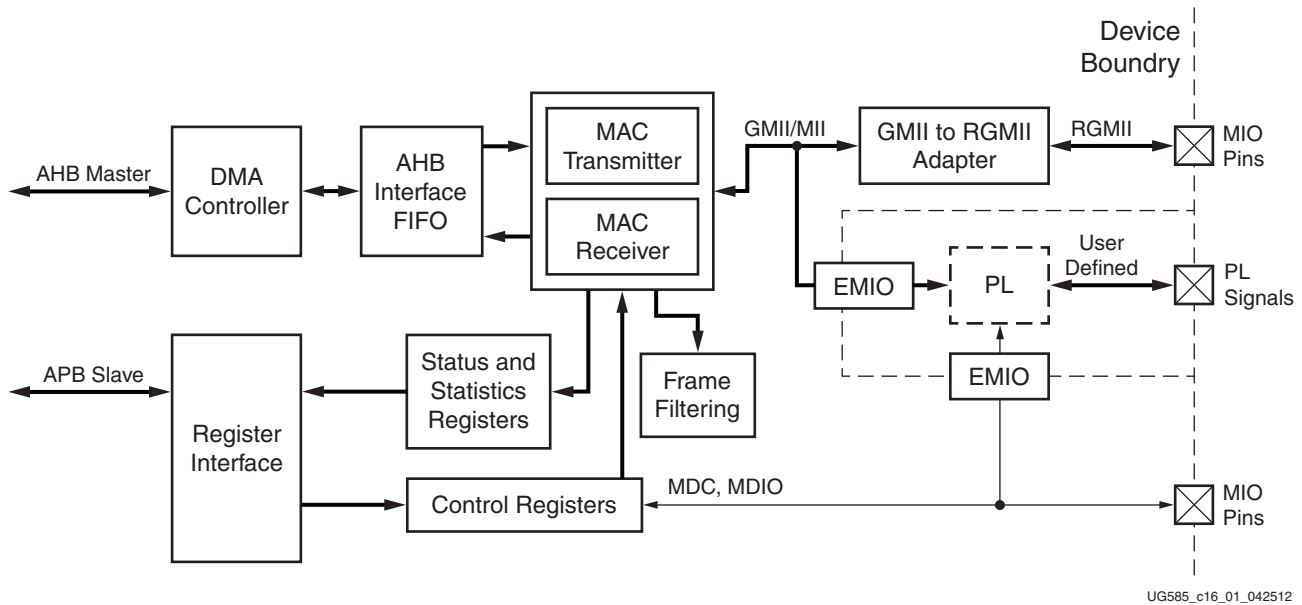 Device
Boundry
MAC
Transmitter
GMII/MII
GMII to RGMII
Adapter
RGMII
MIO
Pins
AHB Master
DMA
Controller
AHB
Interface
FIFO
MAC
Receiver
EMIO
PL
User
Defined
PL
Signals
APB Slave
Register
Interface
Status and
Statistics
Registers
Frame
Filtering
EMIO
Control Registers
MDC, MDIO
MIO
Pins
UG585_c16_01_042512